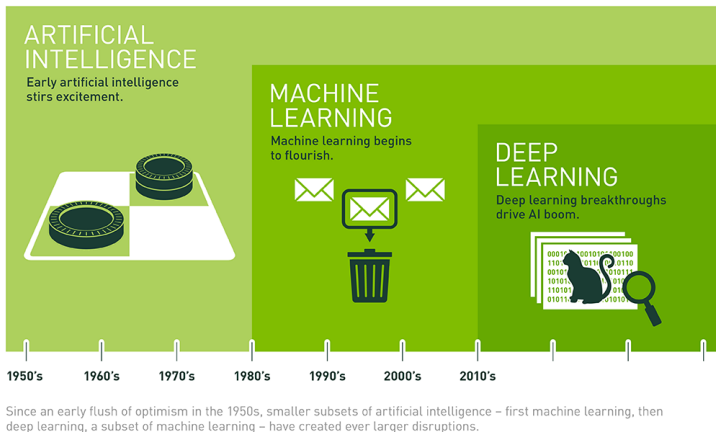 ARTIFICIAL
INTELLIGENCE
Early artificial intelligence
stirs excitement.
MACHINE
LEARNING
Machine learning begins
to flourish.
DEEP
LEARNING
Deep learning breakthroughs
drive AI boom.
1950's 1960's 1970's 1980's 1990's 2000's 2010's
Since an early flush of optimism in the 1950s, smaller subsets of artificial intelligence – first machine learning, then
deep learning, a subset of machine learning – have created ever larger disruptions.